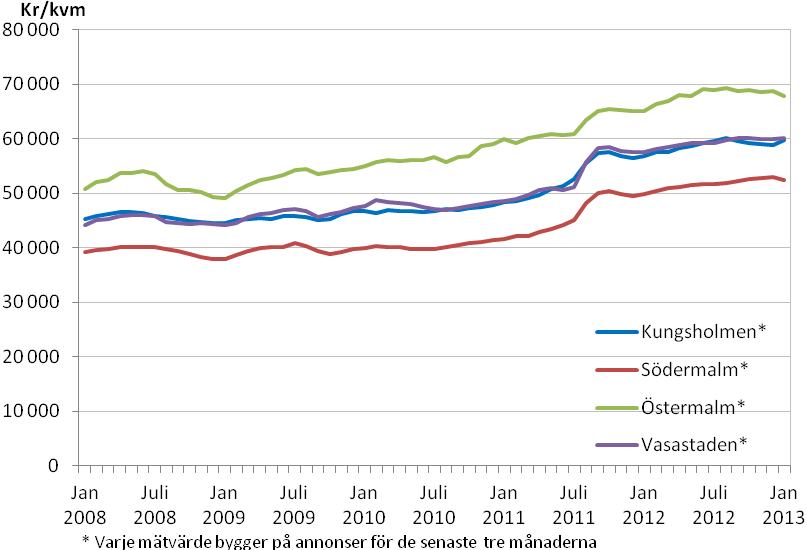 Kr/kvm
80 000
70 000
60 000
50 000
40 000
30 000
20 000
10 000
0
Kungsholmen*
Södermalm*
Östermalm*
Vasastaden*
Jan Juli Jan Juli Jan Juli Jan Juli Jan Juli Jan
2008 2008 2009 2009 2010 2010 2011 2011 2012 2012 2013
* Varje mätvärde bygger på annonser för de senaste tre månaderna